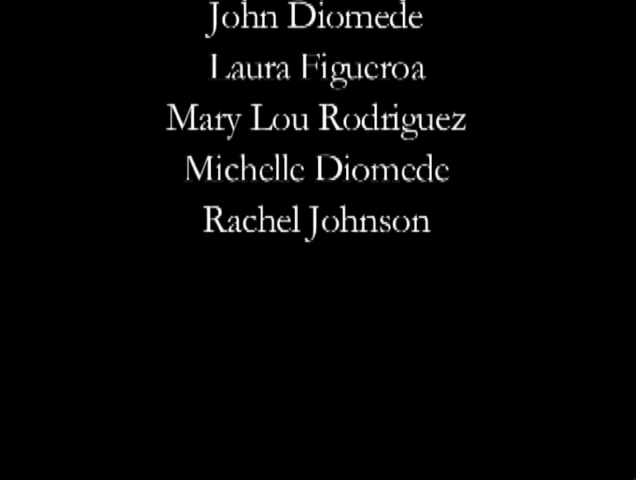 John Diomede
Laura Figueroa
Mary Lou Rodriguez
Michelle Diomede
Rachel Johnson